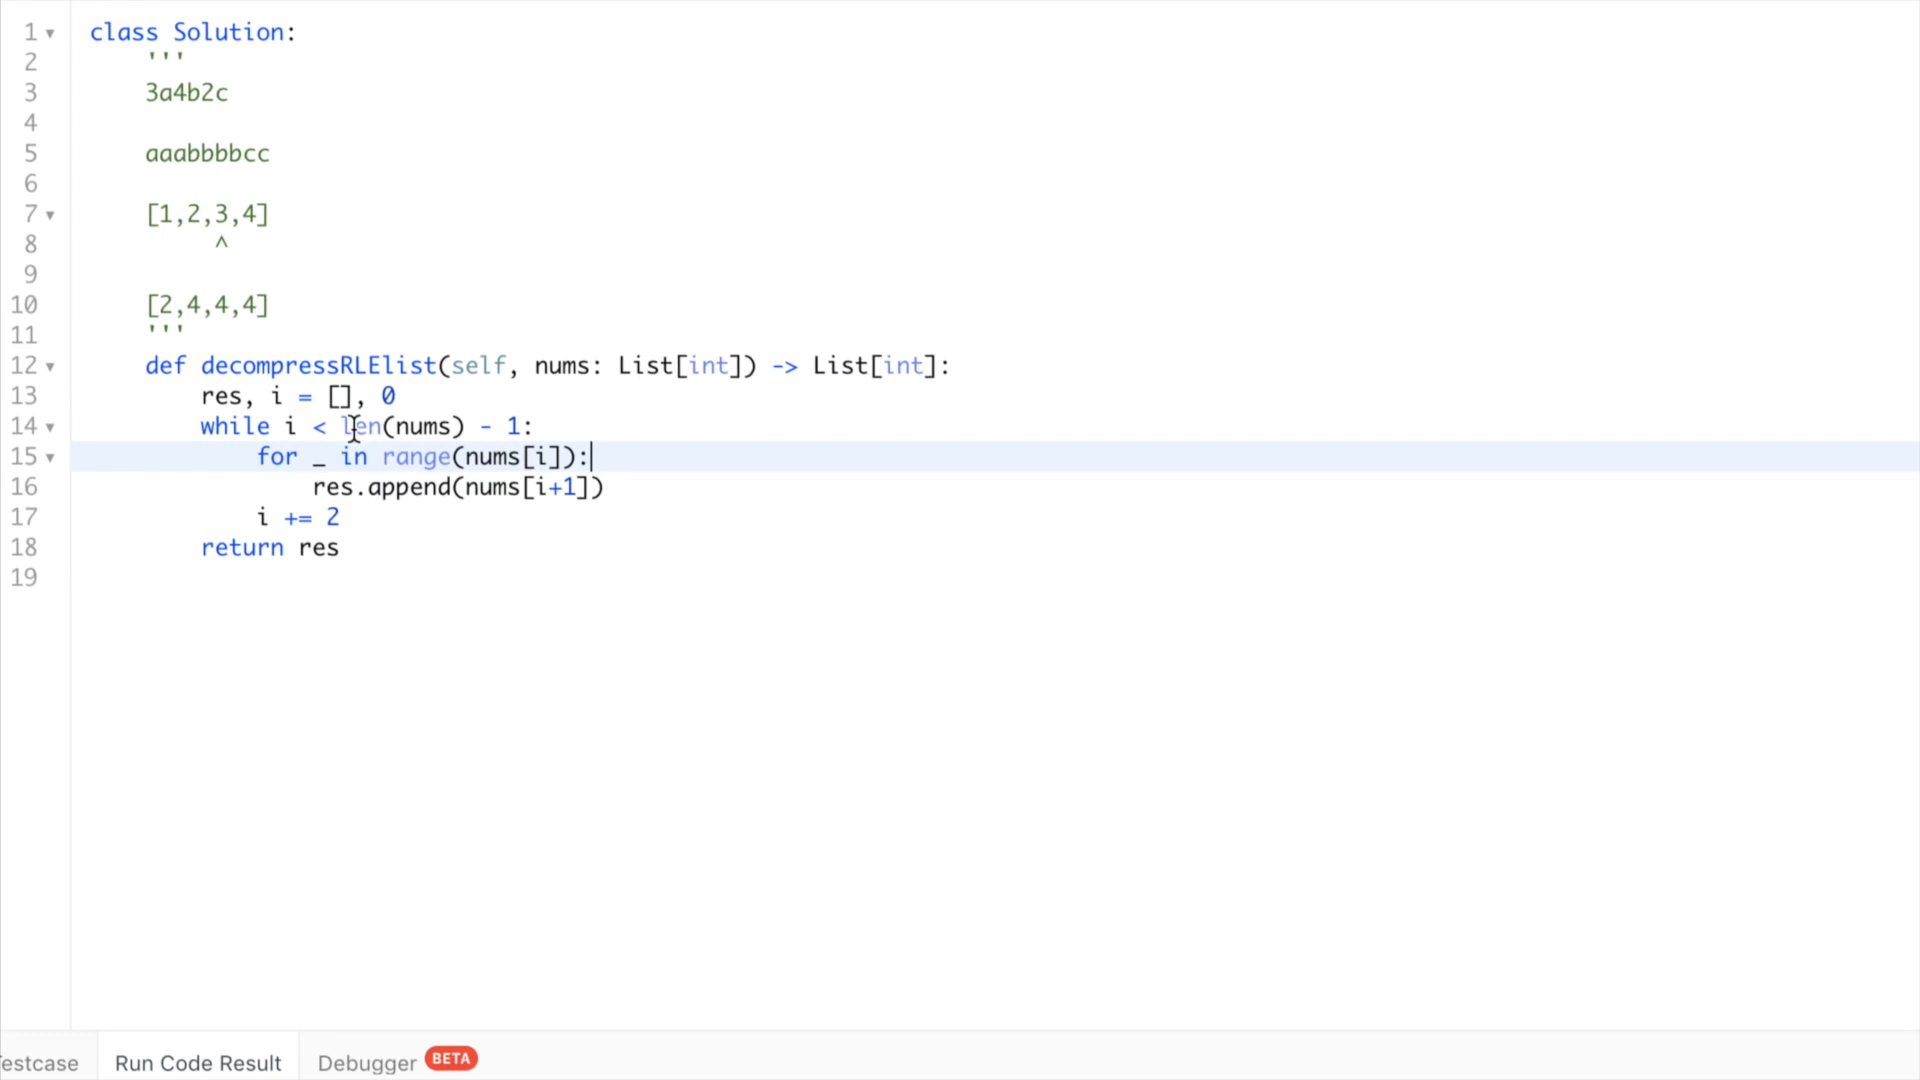 1 class Solution:
2 '''
3 3a4b2c
4
5 aaabbbbcc
6
7 [1,2,3,4]
8 ^
9
10 [2,4,4,4]
11 '''
12 def decompressRLElist(self, nums: List[int]) -> List[int]:
13 res, i = [], 0
14 while i < len(nums) - 1:
15 for _ in range(nums[i]):
16 res.append(nums[i+1])
17 i += 2
18 return res
19
estcase Run Code Result Debugger BETA